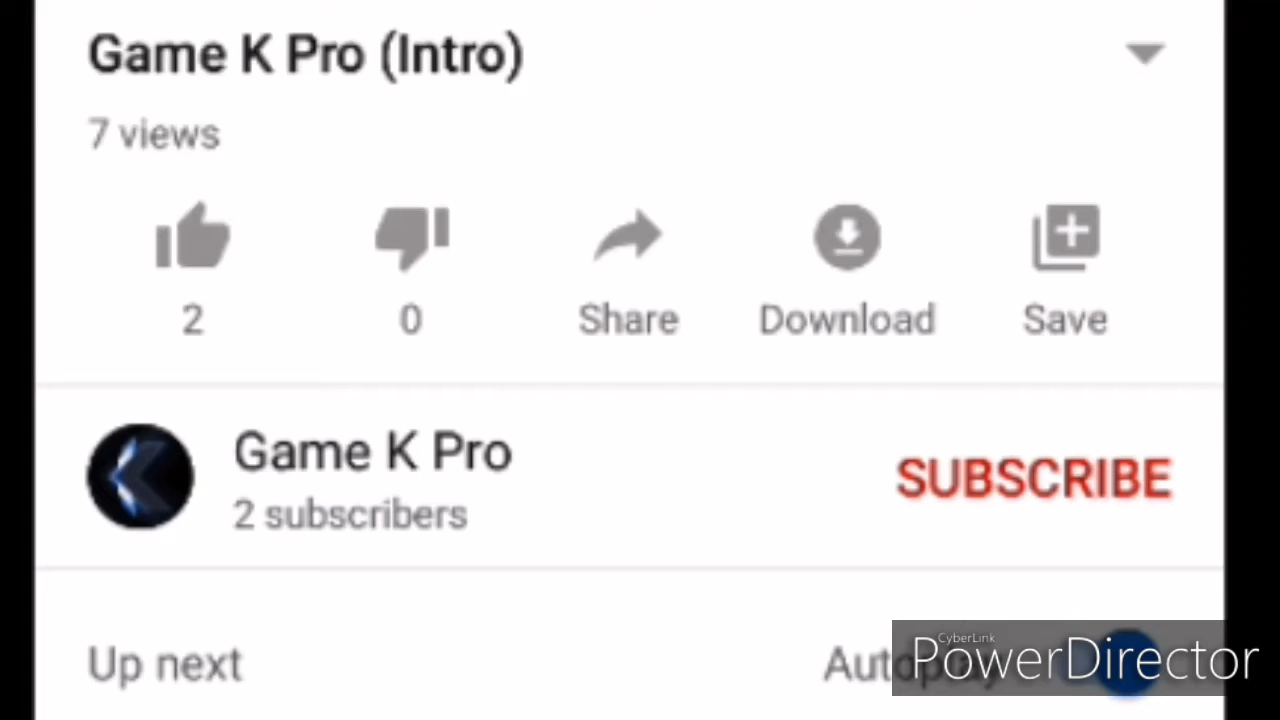 Game K Pro (Intro)
7 views
2
0
Share
Download
Save
Game K Pro
2 subscribers
SUBSCRIBE
Up next
Autoplay
CyberLink
PowerDirector